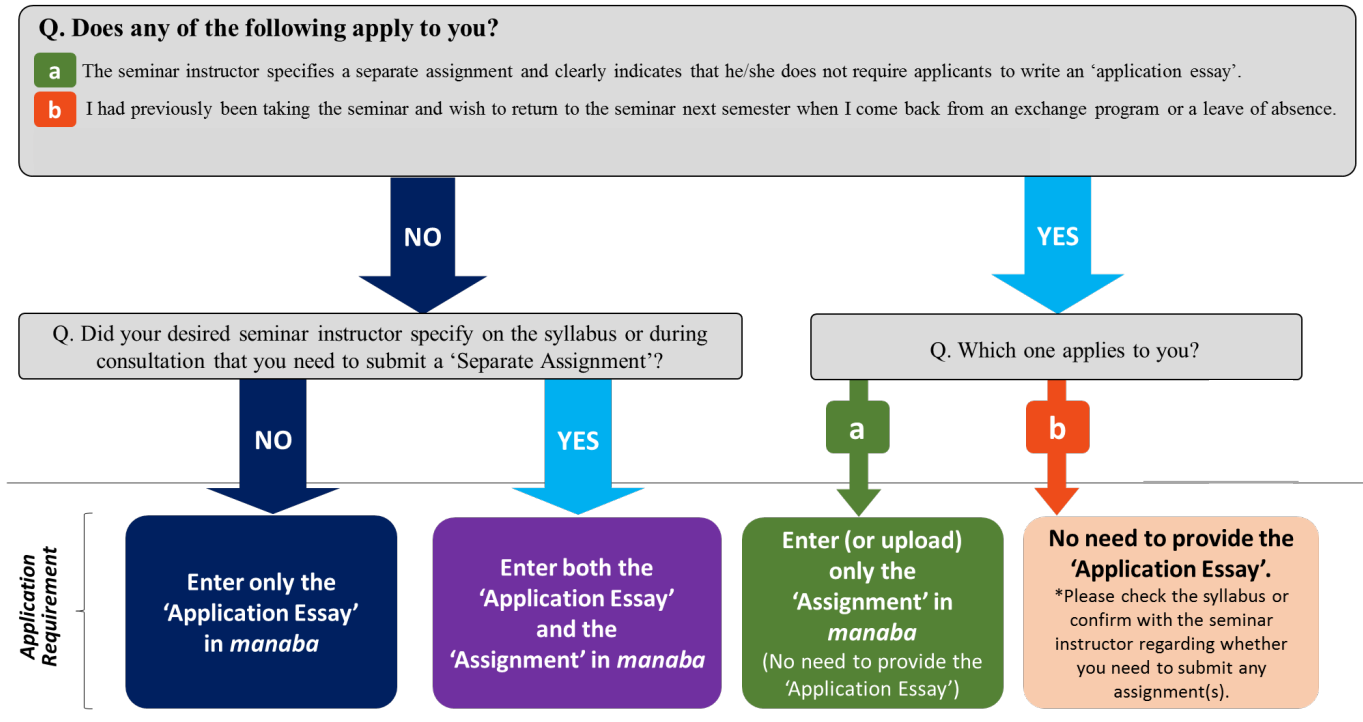 Q. Does any of the following apply to you?
a The seminar instructor specifies a separate assignment and clearly indicates that he/she does not require applicants to write an ‘application essay’.
b I had previously been taking the seminar and wish to return to the seminar next semester when I come back from an exchange program or a leave of absence.
NO
YES
Q. Did your desired seminar instructor specify on the syllabus or during
consultation that you need to submit a ‘Separate Assignment’?
Q. Which one applies to you?
NO
YES
a
b
Application
Requirement
Enter only the
‘Application Essay’
in manaba
Enter both the
‘Application Essay’
and the
‘Assignment’ in manaba
Enter (or upload)
only the
‘Assignment’ in
manaba
(No need to provide the
‘Application Essay’)
No need to provide the
‘Application Essay’.
*Please check the syllabus or
confirm with the seminar
instructor regarding whether
you need to submit any
assignment(s).